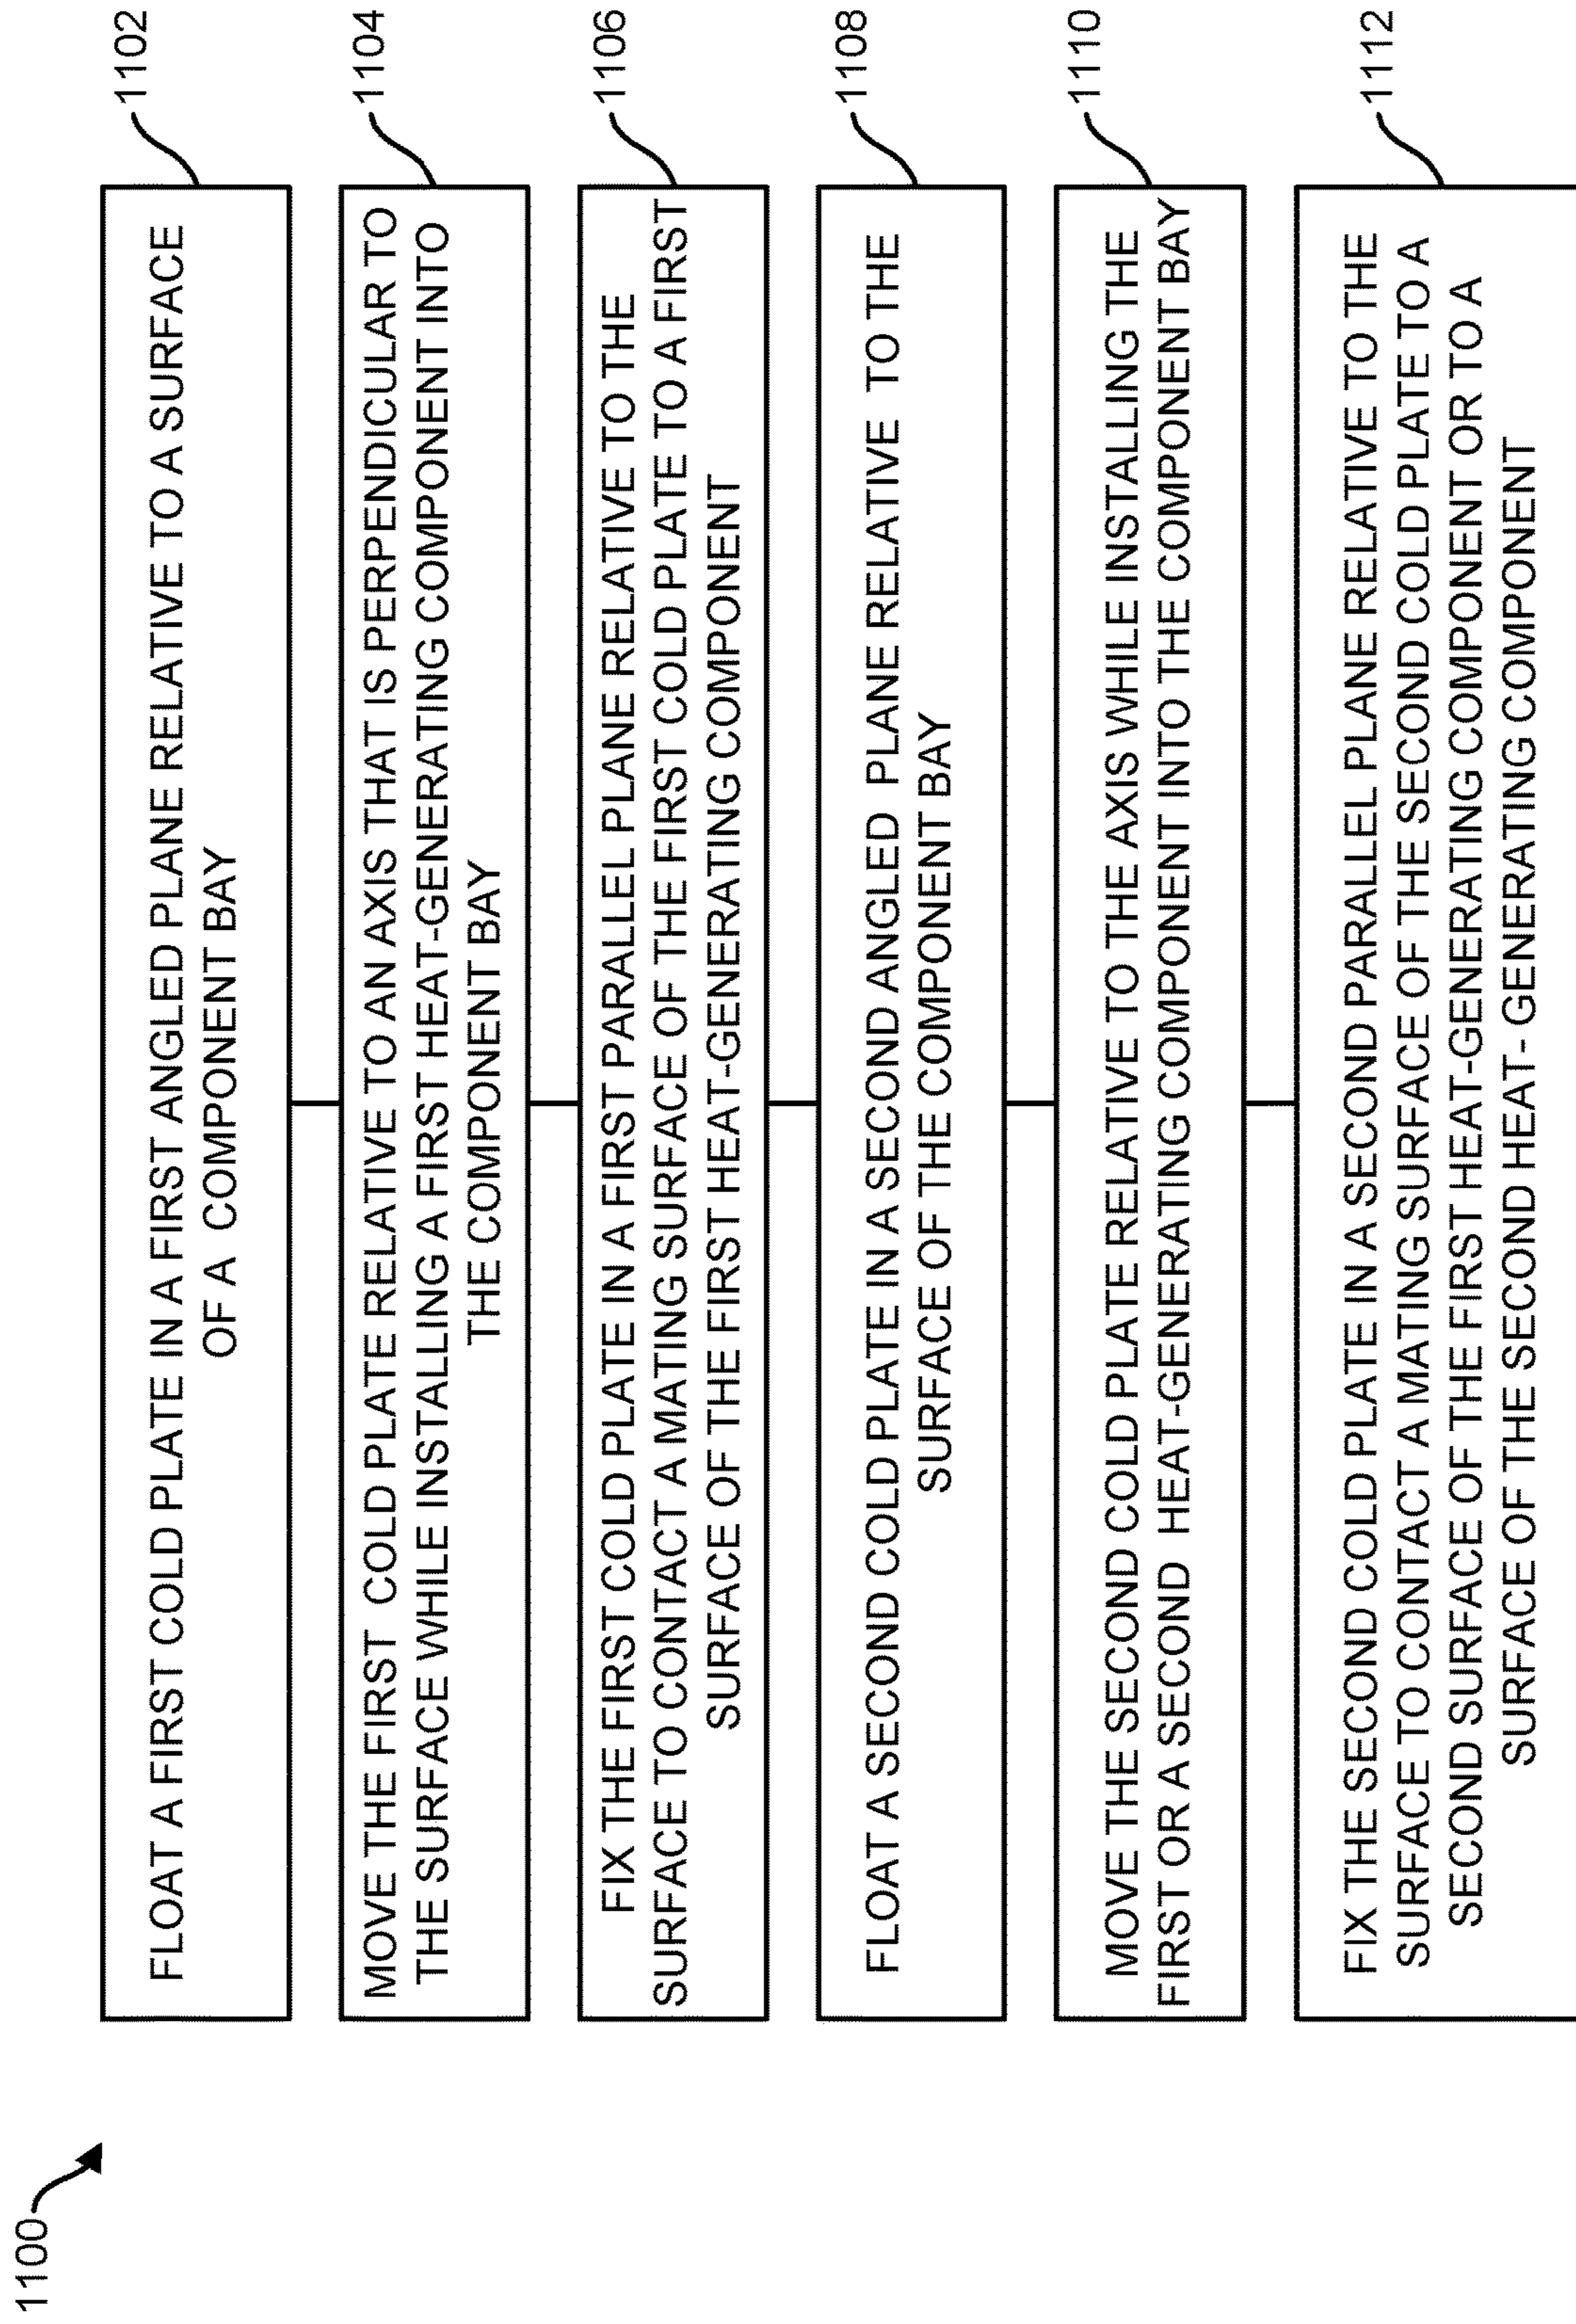 1100
FLOAT A FIRST COLD PLATE IN A FIRST ANGLED PLANE RELATIVE TO A SURFACE
OF A COMPONENT BAY
1102
MOVE THE FIRST COLD PLATE RELATIVE TO AN AXIS THAT IS PERPENDICULAR TO
THE SURFACE WHILE INSTALLING A FIRST HEAT-GENERATING COMPONENT INTO
THE COMPONENT BAY
1104
FIX THE FIRST COLD PLATE IN A FIRST PARALLEL PLANE RELATIVE TO THE
SURFACE TO CONTACT A MATING SURFACE OF THE FIRST COLD PLATE TO A FIRST
SURFACE OF THE FIRST HEAT-GENERATING COMPONENT
1106
FLOAT A SECOND COLD PLATE IN A SECOND ANGLED PLANE RELATIVE TO THE
SURFACE OF THE COMPONENT BAY
1108
MOVE THE SECOND COLD PLATE RELATIVE TO THE AXIS WHILE INSTALLING THE
FIRST OR A SECOND HEAT-GENERATING COMPONENT INTO THE COMPONENT BAY
1110
FIX THE SECOND COLD PLATE IN A SECOND PARALLEL PLANE RELATIVE TO THE
SURFACE TO CONTACT A MATING SURFACE OF THE SECOND COLD PLATE TO A
SECOND SURFACE OF THE FIRST HEAT-GENERATING COMPONENT OR TO A
SURFACE OF THE SECOND HEAT- GENERATING COMPONENT
1112